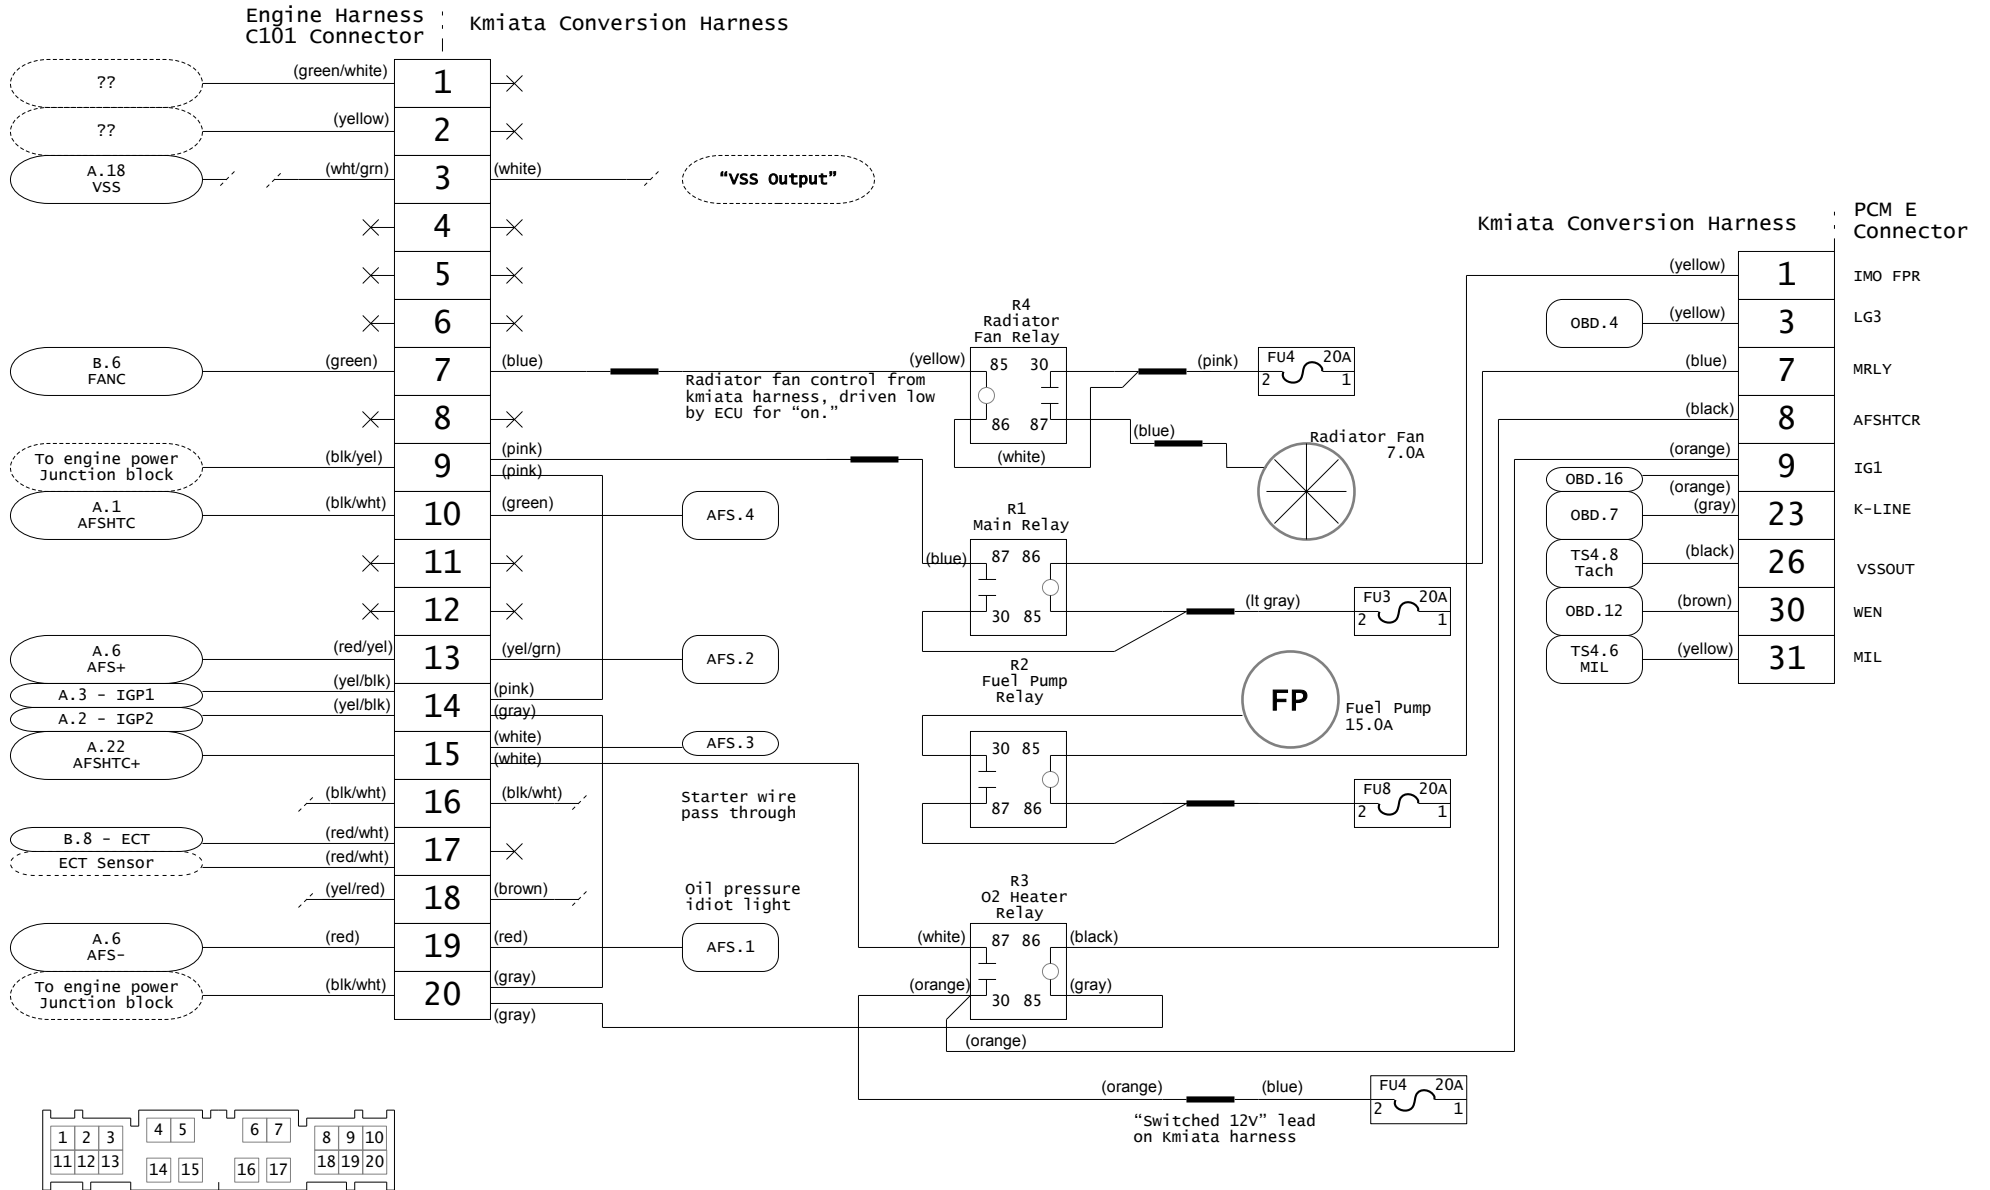 Engine Harness
C101 Connector
Kmiata Conversion Harness
??
(green/white)
1
??
(yellow)
2
A.18
VSS
(wht/grn)
3
(white)
“VSS Output”
4
5
6
B.6
FANC
(green)
7
(blue)
Radiator fan control from
kmiata harness, driven low
by ECU for “on.”
8
To engine power
Junction block
(blk/yel)
9
(pink)
(pink)
A.1
AFSHTC
(blk/wht)
10
(green)
AFS.4
11
12
A.6
AFS+
(red/yel)
13
(yel/grn)
AFS.2
A.3 - IGP1
(yel/blk)
A.2 - IGP2
(yel/blk)
14
(pink)
(gray)
A.22
AFSHTC+
15
(white)
(white)
AFS.3
(blk/wht)
16
(blk/wht)
Starter wire
pass through
B.8 - ECT
(red/wht)
ECT Sensor
(red/wht)
17
(yel/red)
18
(brown)
Oil pressure
idiot light
A.6
AFS-
(red)
19
(red)
AFS.1
To engine power
Junction block
(blk/wht)
20
(gray)
(gray)
R4
Radiator
Fan Relay
(yellow)
85 30
86 87
(white)
(pink)
FU4 20A
2 1
(blue)
Radiator Fan
7.0A
R1
Main Relay
(blue)
87 86
30 85
(lt gray)
FU3 20A
2 1
R2
Fuel Pump
Relay
FP
Fuel Pump
15.0A
30 85
87 86
FU8 20A
2 1
R3
O2 Heater
Relay
(white)
87 86
(black)
(orange)
30 85
(gray)
(orange)
(orange)
(blue)
FU4 20A
2 1
“Switched 12V” lead
on Kmiata harness
Kmiata Conversion Harness
PCM E
Connector
(yellow)
1
IMO FPR
OBD.4
(yellow)
3
LG3
(blue)
7
MRLY
(black)
8
AFSHTCR
(orange)
9
IG1
OBD.16
(orange)
OBD.7
(gray)
23
K-LINE
TS4.8
Tach
(black)
26
VSSOUT
OBD.12
(brown)
30
WEN
TS4.6
MIL
(yellow)
31
MIL
1 2 3 4 5 6 7 8 9 10
11 12 13 14 15 16 17 18 19 20